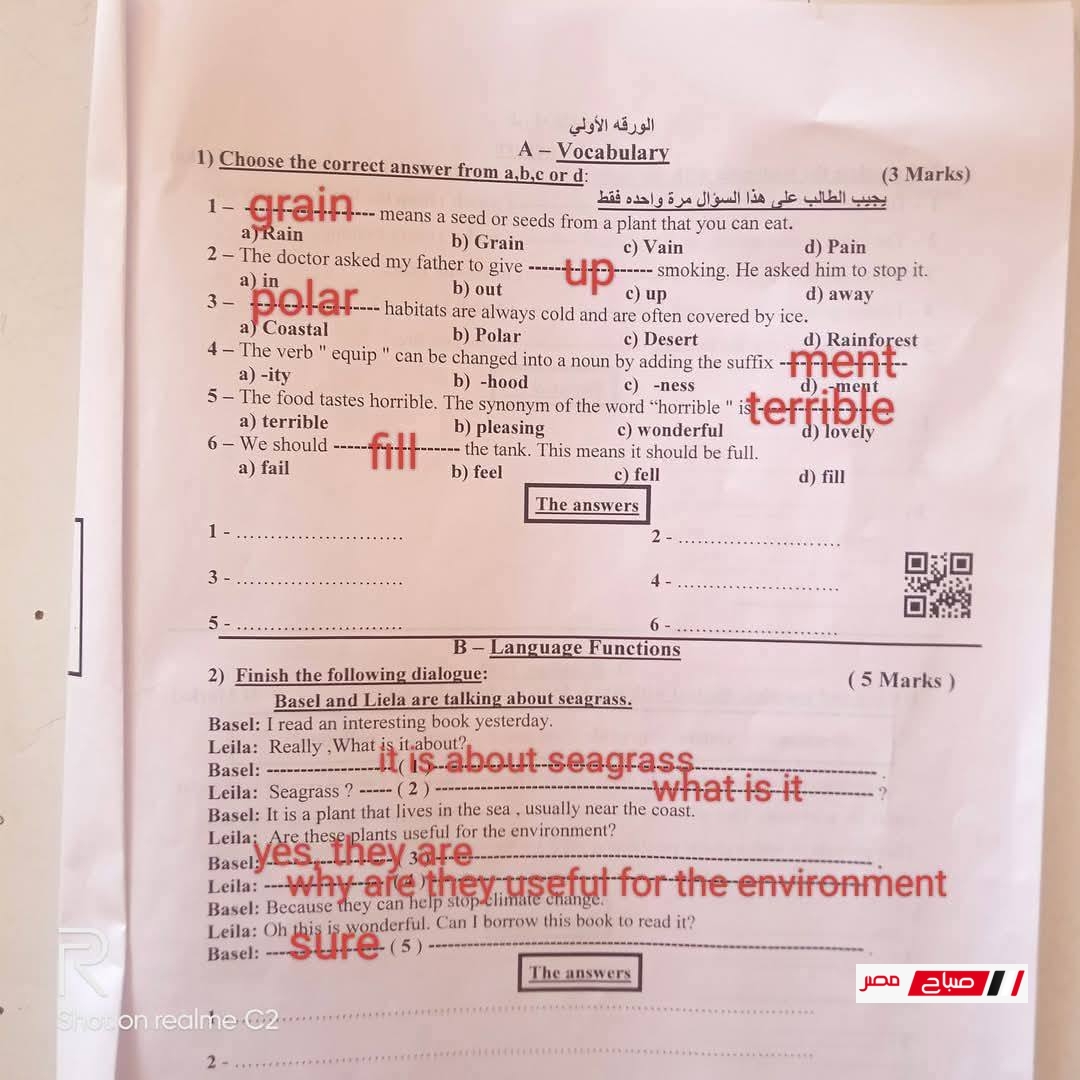 الورقه الأولي
A – Vocabulary
1) Choose the correct answer from a,b,c or d: (3 Marks)
يجيب الطالب على هذا السؤال مرة واحده فقط
1 – grain means a seed or seeds from a plant that you can eat.
a) Rain b) Grain c) Vain d) Pain
2 – The doctor asked my father to give up smoking. He asked him to stop it.
a) in b) out c) up d) away
3 – polar habitats are always cold and are often covered by ice.
a) Coastal b) Polar c) Desert d) Rainforest
4 – The verb " equip " can be changed into a noun by adding the suffix ment
a) -ity b) -hood c) -ness d) -ment
5 – The food tastes horrible. The synonym of the word “horrible " is terrible
a) terrible b) pleasing c) wonderful d) lovely
6 – We should fill the tank. This means it should be full.
a) fail b) feel c) fell d) fill
The answers
1 - ........................ 2 - ........................
3 - ........................ 4 - ........................
5 - ........................ 6 - ........................
B – Language Functions
2) Finish the following dialogue: ( 5 Marks )
Basel and Liela are talking about seagrass.
Basel: I read an interesting book yesterday.
Leila: Really ,What is it about?
Basel: ( 1 ) it is about seagrass .
Leila: Seagrass ? ----- ( 2 ) what is it ?
Basel: It is a plant that lives in the sea , usually near the coast.
Leila: Are these plants useful for the environment?
Basel: yes, they are ( 3 ) .
Leila: ( 4 ) why are they useful for the environment
Basel: Because they can help stop climate change.
Leila: Oh this is wonderful. Can I borrow this book to read it?
Basel: sure ( 5 ) .
The answers
صباح مصر
1 - ........................
R
Shot on realme C2
2 - ........................